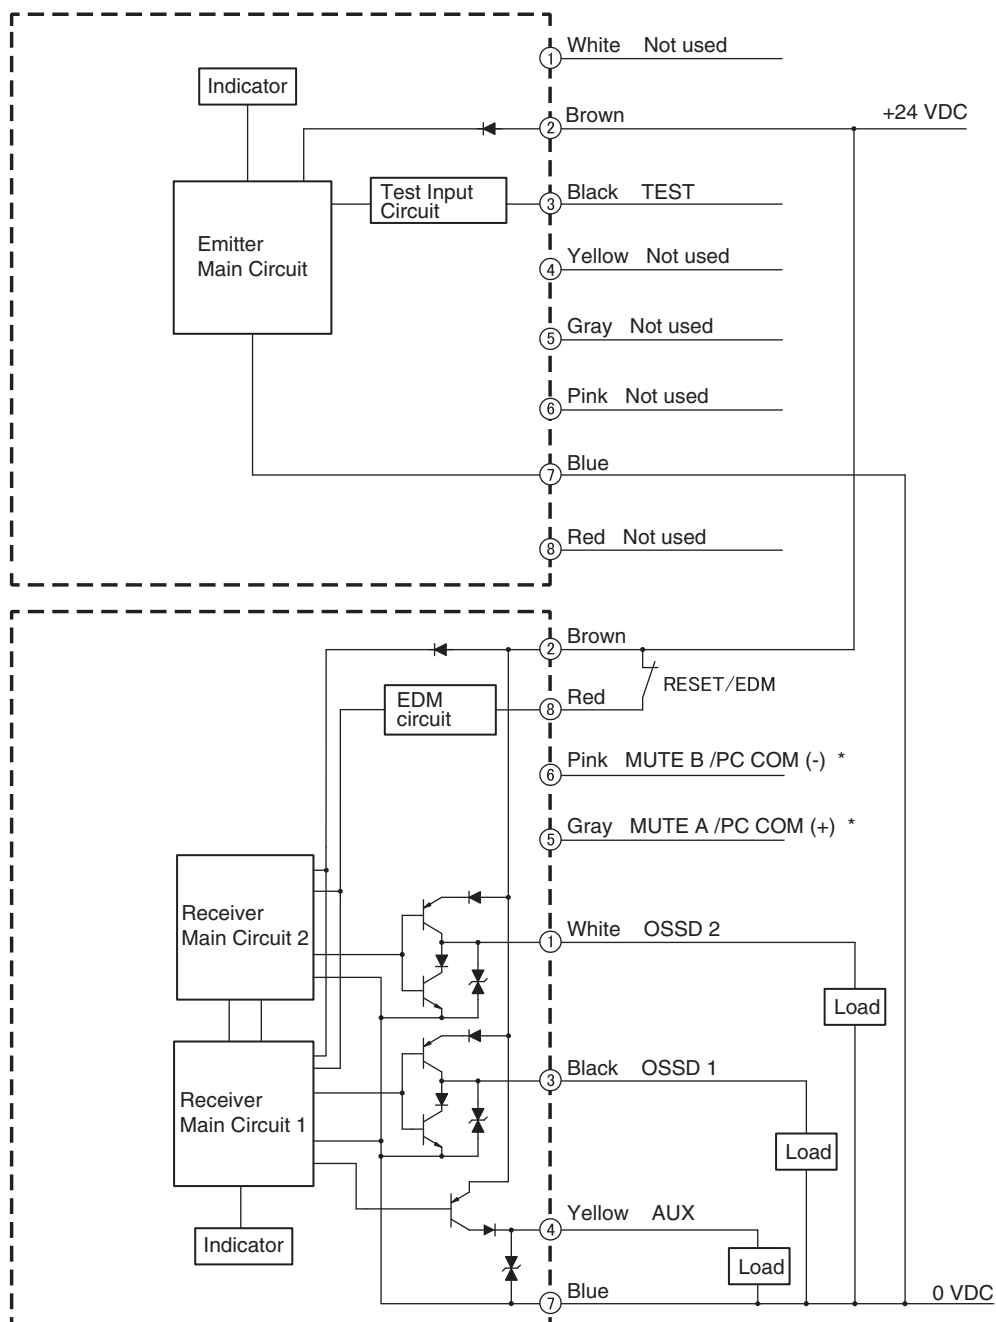 1 White Not used
Indicator
2 Brown +24 VDC
3 Black TEST
Test Input
Circuit
Emitter
Main Circuit
4 Yellow Not used
5 Gray Not used
6 Pink Not used
7 Blue
8 Red Not used
2 Brown
RESET/EDM
EDM
circuit
8 Red
6 Pink MUTE B /PC COM (-) *
5 Gray MUTE A /PC COM (+) *
Receiver
Main Circuit 2
1 White OSSD 2
Load
Receiver
Main Circuit 1
3 Black OSSD 1
Load
4 Yellow AUX
Indicator
Load
7 Blue 0 VDC